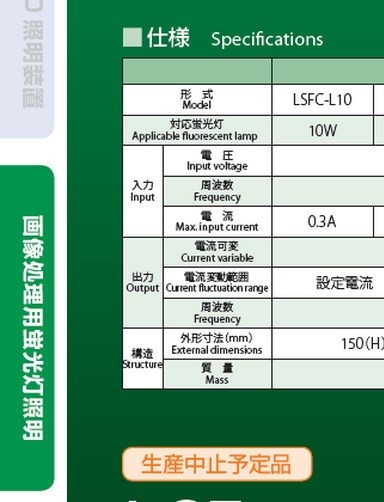 照明装置
画像処理用蛍光灯照明
仕様 Specifications
形 式
Model
LSFC-L10
対応蛍光灯
Applicable fluorescent lamp
10W
入力
Input
電 圧
Input voltage
周波数
Frequency
電 流
Max. input current
0.3A
出力
Output
電流可変
Current variable
電流変動範囲
Current fluctuation range
設定電流
周波数
Frequency
構造
Structure
外形寸法(mm)
External dimensions
150(H)
質 量
Mass
生産中止予定品